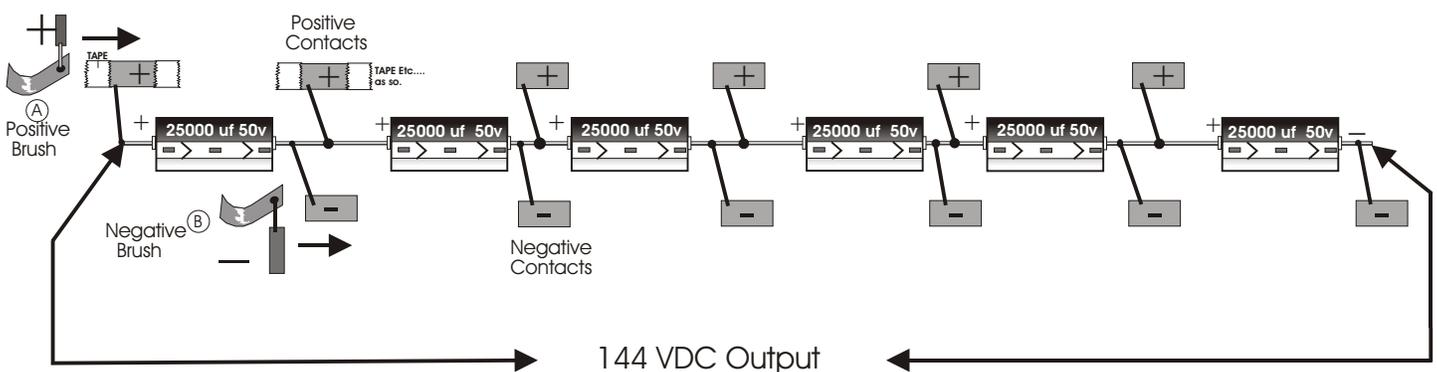 +
TAPE
+
Positive
Contacts
+
TAPE Etc....
as so.
+
+
+
+
A
Positive
Brush
+
25000 uf 50v
+
25000 uf 50v
+
25000 uf 50v
+
25000 uf 50v
+
25000 uf 50v
+
25000 uf 50v
−
Negative
Brush
B
−
-
-
-
-
-
-
Negative
Contacts
144 VDC Output